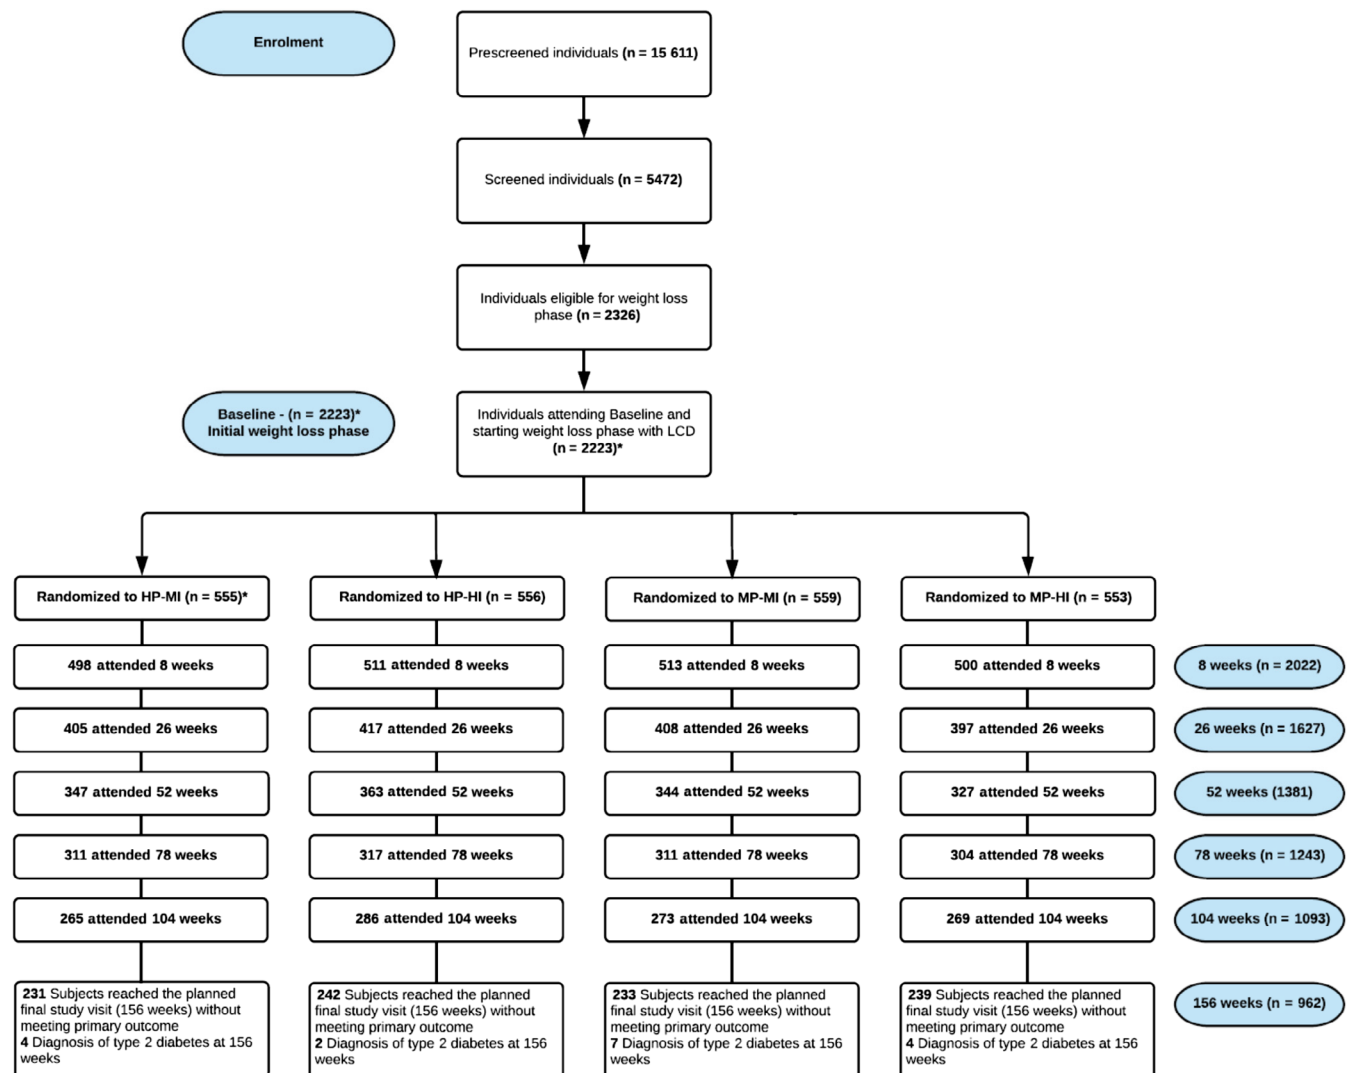 Enrolment
Prescreened individuals (n = 15 611)
Screened individuals (n = 5472)
Individuals eligible for weight loss
phase (n = 2326)
Baseline - (n = 2223)*
Initial weight loss phase
Individuals attending Baseline and
starting weight loss phase with LCD
(n = 2223)*
Randomized to HP-MI (n = 555)*
Randomized to HP-HI (n = 556)
Randomized to MP-MI (n = 559)
Randomized to MP-HI (n = 553)
498 attended 8 weeks
511 attended 8 weeks
513 attended 8 weeks
500 attended 8 weeks
8 weeks (n = 2022)
405 attended 26 weeks
417 attended 26 weeks
408 attended 26 weeks
397 attended 26 weeks
26 weeks (n = 1627)
347 attended 52 weeks
363 attended 52 weeks
344 attended 52 weeks
327 attended 52 weeks
52 weeks (1381)
311 attended 78 weeks
317 attended 78 weeks
311 attended 78 weeks
304 attended 78 weeks
78 weeks (n = 1243)
265 attended 104 weeks
286 attended 104 weeks
273 attended 104 weeks
269 attended 104 weeks
104 weeks (n = 1093)
231 Subjects reached the planned
final study visit (156 weeks) without
meeting primary outcome
4 Diagnosis of type 2 diabetes at 156
weeks
242 Subjects reached the planned
final study visit (156 weeks) without
meeting primary outcome
2 Diagnosis of type 2 diabetes at 156
weeks
233 Subjects reached the planned
final study visit (156 weeks) without
meeting primary outcome
7 Diagnosis of type 2 diabetes at 156
weeks
239 Subjects reached the planned
final study visit (156 weeks) without
meeting primary outcome
4 Diagnosis of type 2 diabetes at 156
weeks
156 weeks (n = 962)